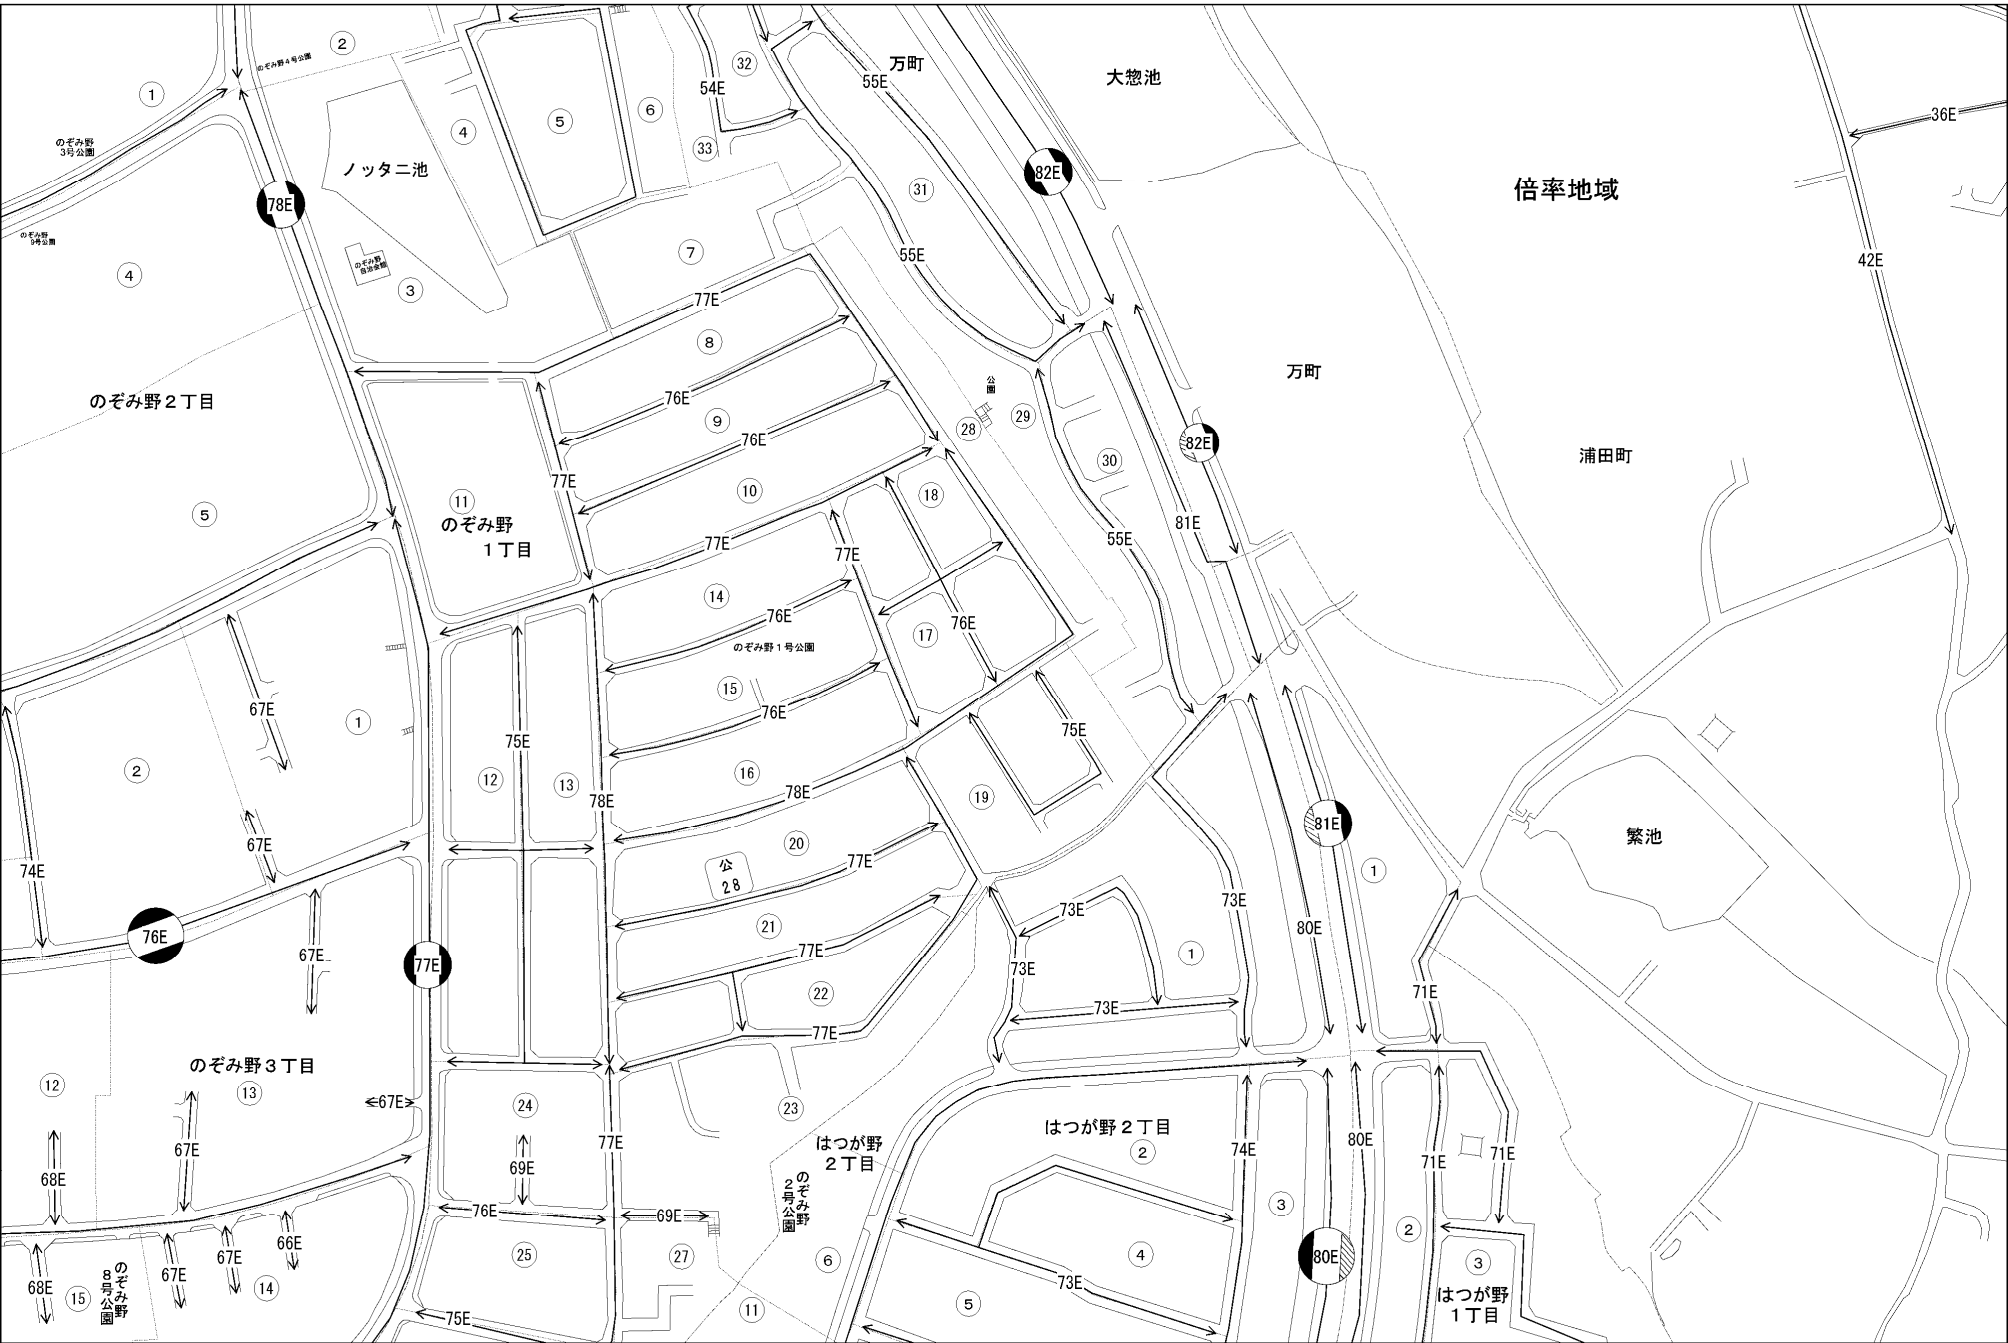 ②
①
のぞみ野4号公園
のぞみ野
3号公園
ノッタニ池
④
⑤
⑥
㉜
54E
㉝
万町
55E
大惣池
36E
82E
倍率地域
78E
のぞみ野
9号公園
④
のぞみ野
自治会館
③
⑦
㉛
55E
42E
77E
⑧
76E
⑨
76E
77E
公園
㉘
㉙
㉚
万町
82E
浦田町
のぞみ野2丁目
⑤
⑪
のぞみ野
1丁目
⑩
⑱
77E
77E
81E
55E
⑭
76E
76E
⑰
のぞみ野1号公園
67E
①
⑮
76E
75E
75E
②
⑫
⑬
78E
⑯
78E
⑲
81E
繁池
67E
74E
⑳
公
28
77E
①
73E
73E
80E
76E
67E
77E
㉑
77E
①
73E
71E
㉒
77E
73E
のぞみ野3丁目
⑫
⑬
67E
㉔
㉓
77E
67E
68E
69E
はつが野
2丁目
はつが野2丁目
②
74E
80E
71E
71E
のぞみ野
2号公園
76E
69E
③
②
㉕
㉗
⑥
④
80E
③
はつが野
1丁目
68E
⑮
のぞみ野
8号公園
67E
67E
66E
⑭
75E
⑪
73E
⑤